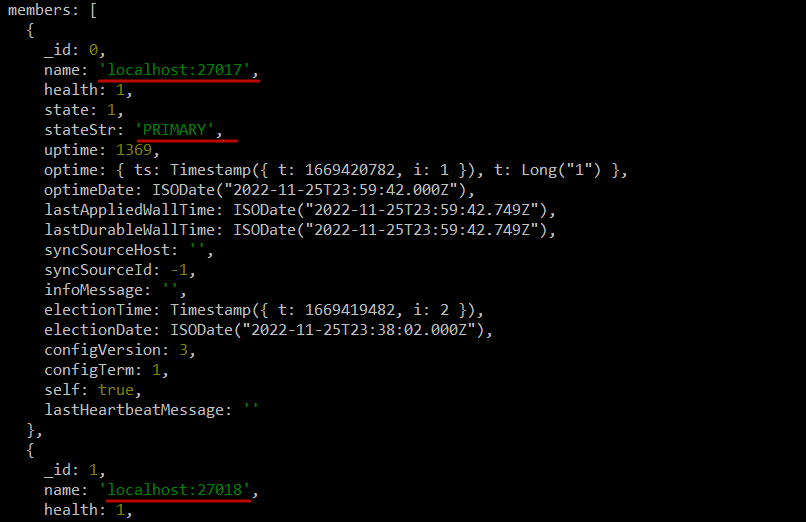 members: [
{
_id: 0,
name: 'localhost:27017',
health: 1,
state: 1,
stateStr: 'PRIMARY',
uptime: 1369,
optime: { ts: Timestamp({ t: 1669420782, i: 1 }), t: Long("1") },
optimeDate: ISODate("2022-11-25T23:59:42.000Z"),
lastAppliedWallTime: ISODate("2022-11-25T23:59:42.749Z"),
lastDurableWallTime: ISODate("2022-11-25T23:59:42.749Z"),
syncSourceHost: '',
syncSourceId: -1,
infoMessage: '',
electionTime: Timestamp({ t: 1669419482, i: 2 }),
electionDate: ISODate("2022-11-25T23:38:02.000Z"),
configVersion: 3,
configTerm: 1,
self: true,
lastHeartbeatMessage: ''
},
{
_id: 1,
name: 'localhost:27018',
health: 1,